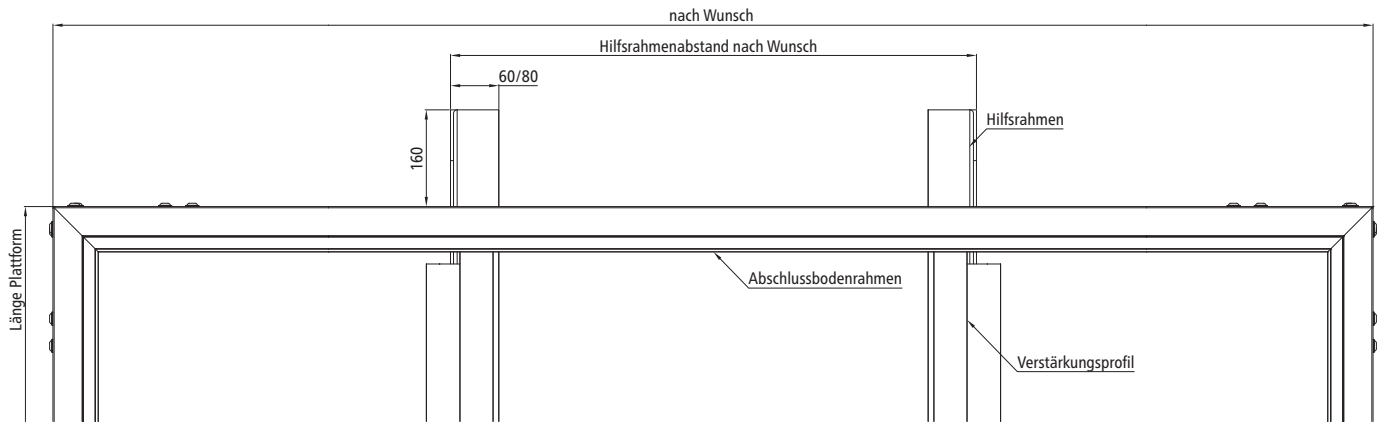 nach Wunsch
Hilfsrahmenabstand nach Wunsch
60/80
Hilfsrahmen
160
Länge Plattform
Abschlussbodenrahmen
Verstärkungsprofil